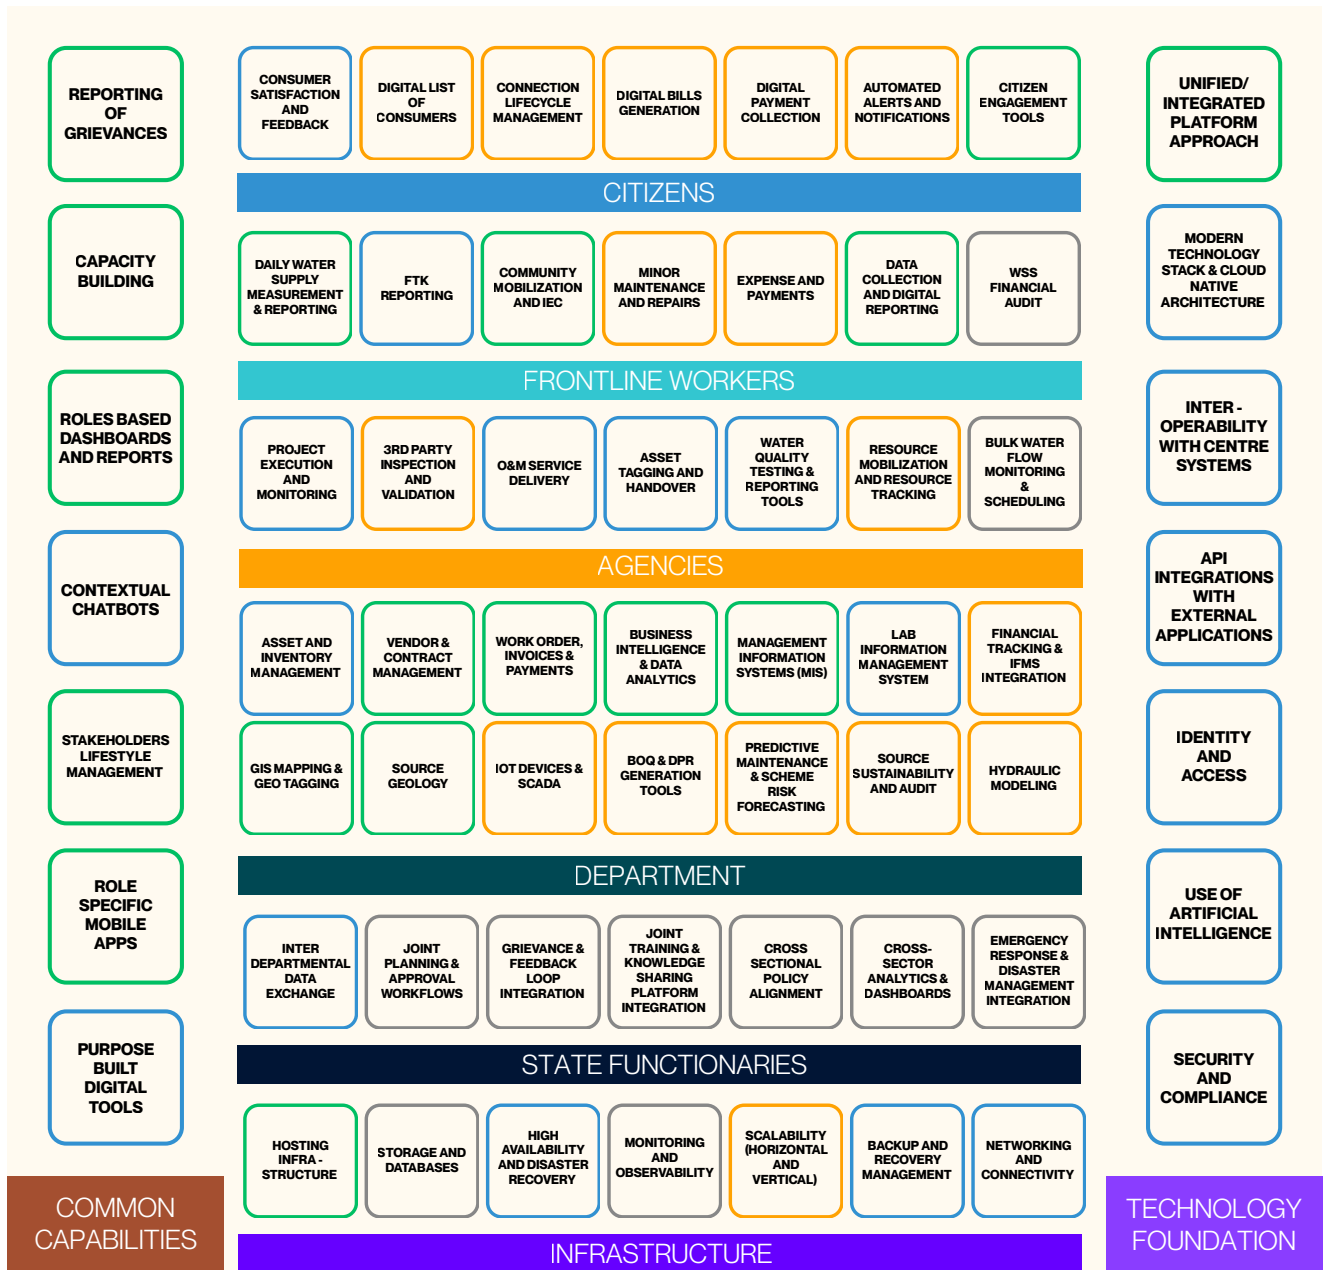 REPORTING
OF
GRIEVANCES
CAPACITY
BUILDING
ROLES BASED
DASHBOARDS
AND REPORTS
CONTEXTUAL
CHATBOTS
STAKEHOLDERS
LIFESTYLE
MANAGEMENT
ROLE
SPECIFIC
MOBILE
APPS
PURPOSE
BUILT
DIGITAL
TOOLS
COMMON
CAPABILITIES
CONSUMER
SATISFACTION
AND
FEEDBACK
DIGITAL LIST
OF
CONSUMERS
CONNECTION
LIFECYCLE
MANAGEMENT
DIGITAL BILLS
GENERATION
DIGITAL
PAYMENT
COLLECTION
AUTOMATED
ALERTS AND
NOTIFICATIONS
CITIZEN
ENGAGEMENT
TOOLS
CITIZENS
DAILY WATER
SUPPLY
MEASUREMENT
& REPORTING
FTK
REPORTING
COMMUNITY
MOBILIZATION
AND IEC
MINOR
MAINTENANCE
AND REPAIRS
EXPENSE AND
PAYMENTS
DATA
COLLECTION
AND DIGITAL
REPORTING
WSS
FINANCIAL
AUDIT
FRONTLINE WORKERS
PROJECT
EXECUTION
AND
MONITORING
3RD PARTY
INSPECTION
AND
VALIDATION
O&M SERVICE
DELIVERY
ASSET
TAGGING AND
HANDOVER
WATER
QUALITY
TESTING &
REPORTING
TOOLS
RESOURCE
MOBILIZATION
AND RESOURCE
TRACKING
BULK WATER
FLOW
MONITORING
&
SCHEDULING
AGENCIES
ASSET AND
INVENTORY
MANAGEMENT
VENDOR &
CONTRACT
MANAGEMENT
WORK ORDER,
INVOICES &
PAYMENTS
BUSINESS
INTELLIGENCE
& DATA
ANALYTICS
MANAGEMENT
INFORMATION
SYSTEMS (MIS)
LAB
INFORMATION
MANAGEMENT
SYSTEM
FINANCIAL
TRACKING &
IFMS
INTEGRATION
GIS MAPPING &
GEO TAGGING
SOURCE
GEOLOGY
IOT DEVICES &
SCADA
BOQ & DPR
GENERATION
TOOLS
PREDICTIVE
MAINTENANCE
& SCHEME
RISK
FORECASTING
SOURCE
SUSTAINABILITY
AND AUDIT
HYDRAULIC
MODELING
DEPARTMENT
INTER
DEPARTMENTAL
DATA
EXCHANGE
JOINT
PLANNING &
APPROVAL
WORKFLOWS
GRIEVANCE &
FEEDBACK
LOOP
INTEGRATION
JOINT
TRAINING &
KNOWLEDGE
SHARING
PLATFORM
INTEGRATION
CROSS
SECTIONAL
POLICY
ALIGNMENT
CROSS-
SECTOR
ANALYTICS &
DASHBOARDS
EMERGENCY
RESPONSE &
DISASTER
MANAGEMENT
INTEGRATION
STATE FUNCTIONARIES
HOSTING
INFRA -
STRUCTURE
STORAGE AND
DATABASES
HIGH
AVAILABILITY
AND DISASTER
RECOVERY
MONITORING
AND
OBSERVABILITY
SCALABILITY
(HORIZONTAL
AND
VERTICAL)
BACKUP AND
RECOVERY
MANAGEMENT
NETWORKING
AND
CONNECTIVITY
INFRASTRUCTURE
UNIFIED/
INTEGRATED
PLATFORM
APPROACH
MODERN
TECHNOLOGY
STACK & CLOUD
NATIVE
ARCHITECTURE
INTER -
OPERABILITY
WITH CENTRE
SYSTEMS
API
INTEGRATIONS
WITH
EXTERNAL
APPLICATIONS
IDENTITY
AND
ACCESS
USE OF
ARTIFICIAL
INTELLIGENCE
SECURITY
AND
COMPLIANCE
TECHNOLOGY
FOUNDATION